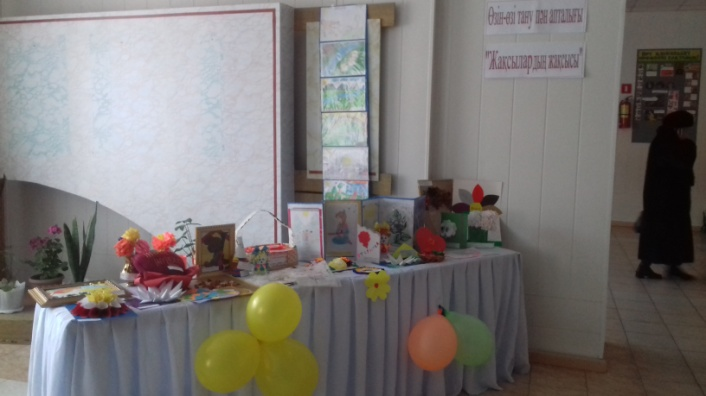 Өзін-өзі тану пән апталығы
"Жақсылардың жақсысы"